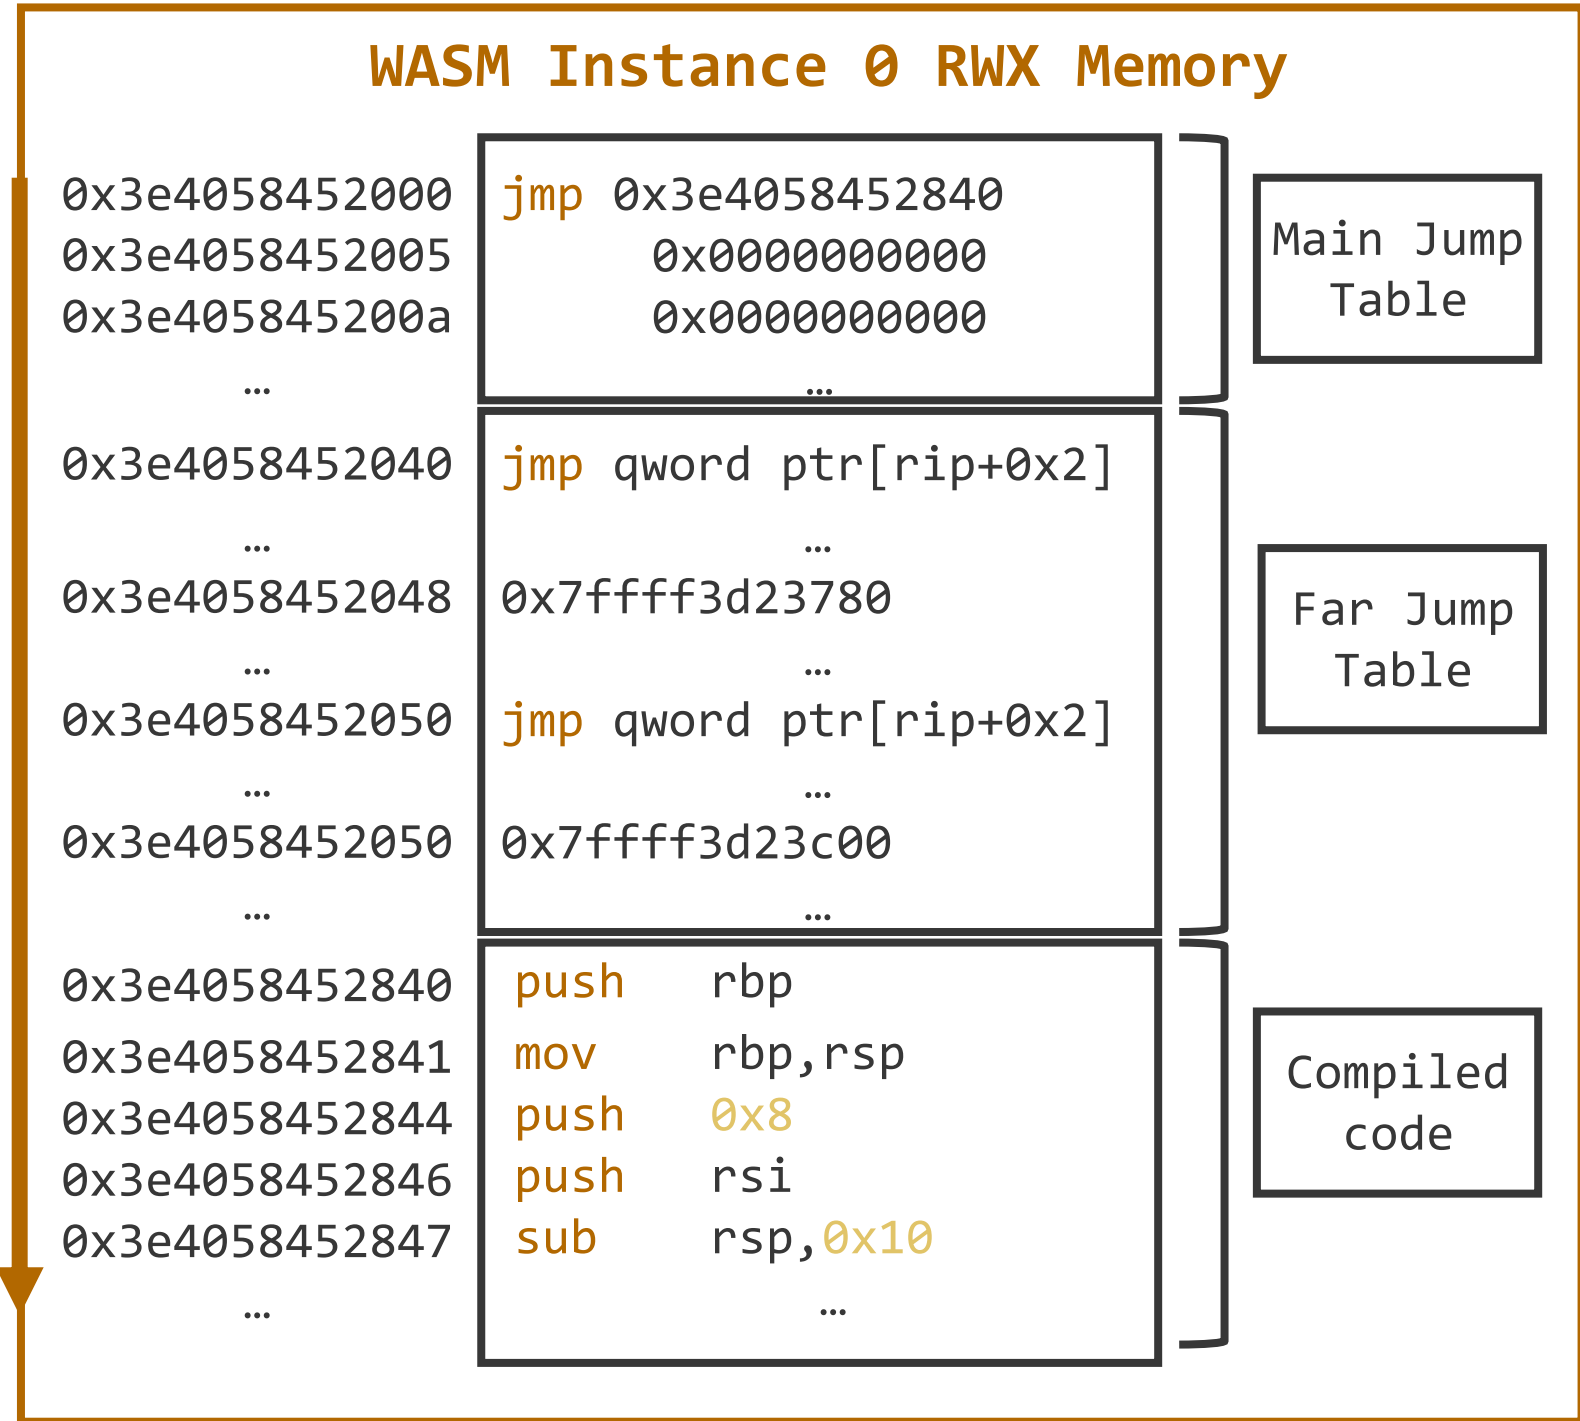 WASM Instance 0 RWX Memory
0x3e4058452000 jmp 0x3e4058452840
0x3e4058452005 0x0000000000
0x3e405845200a 0x0000000000
… …
Main Jump
Table
0x3e4058452040 jmp qword ptr[rip+0x2]
… …
0x3e4058452048 0x7ffff3d23780
… …
0x3e4058452050 jmp qword ptr[rip+0x2]
… …
0x3e4058452050 0x7ffff3d23c00
… …
Far Jump
Table
0x3e4058452840 push rbp
0x3e4058452841 mov rbp,rsp
0x3e4058452844 push 0x8
0x3e4058452846 push rsi
0x3e4058452847 sub rsp,0x10
… …
Compiled
code